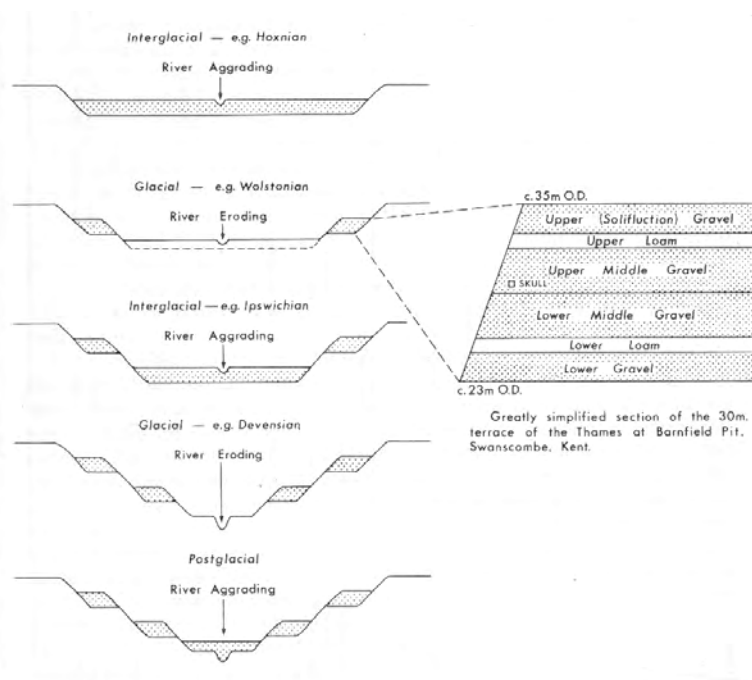 Interglacial — e.g. Hoxnian
River Aggrading
Glacial — e.g. Wolstonian
River Eroding
Interglacial — e.g. Ipswichian
River Aggrading
Glacial — e.g. Devensian
River Eroding
Postglacial
River Aggrading
c.35m O.D.
Upper (Solifluction) Gravel
Upper Loam
Upper Middle Gravel
SKULL
Lower Middle Gravel
Lower Loam
Lower Gravel
c.23m O.D.
Greatly simplified section of the 30m.
terrace of the Thames at Barnfield Pit,
Swanscombe, Kent.